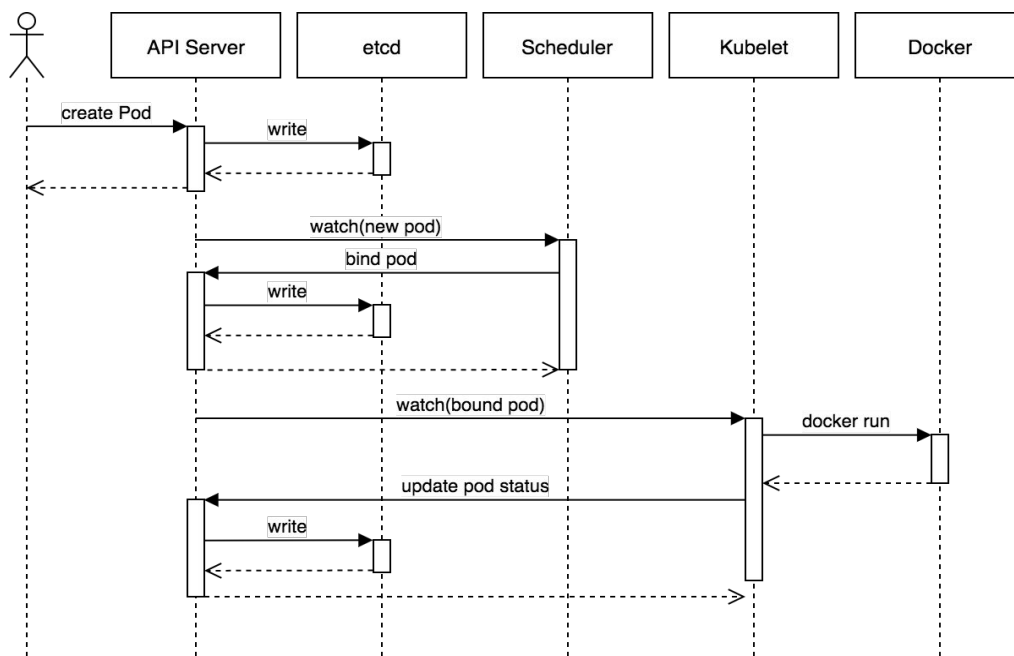 API Server
etcd
Scheduler
Kubelet
Docker
create Pod
write
watch(new pod)
bind pod
write
watch(bound pod)
docker run
update pod status
write